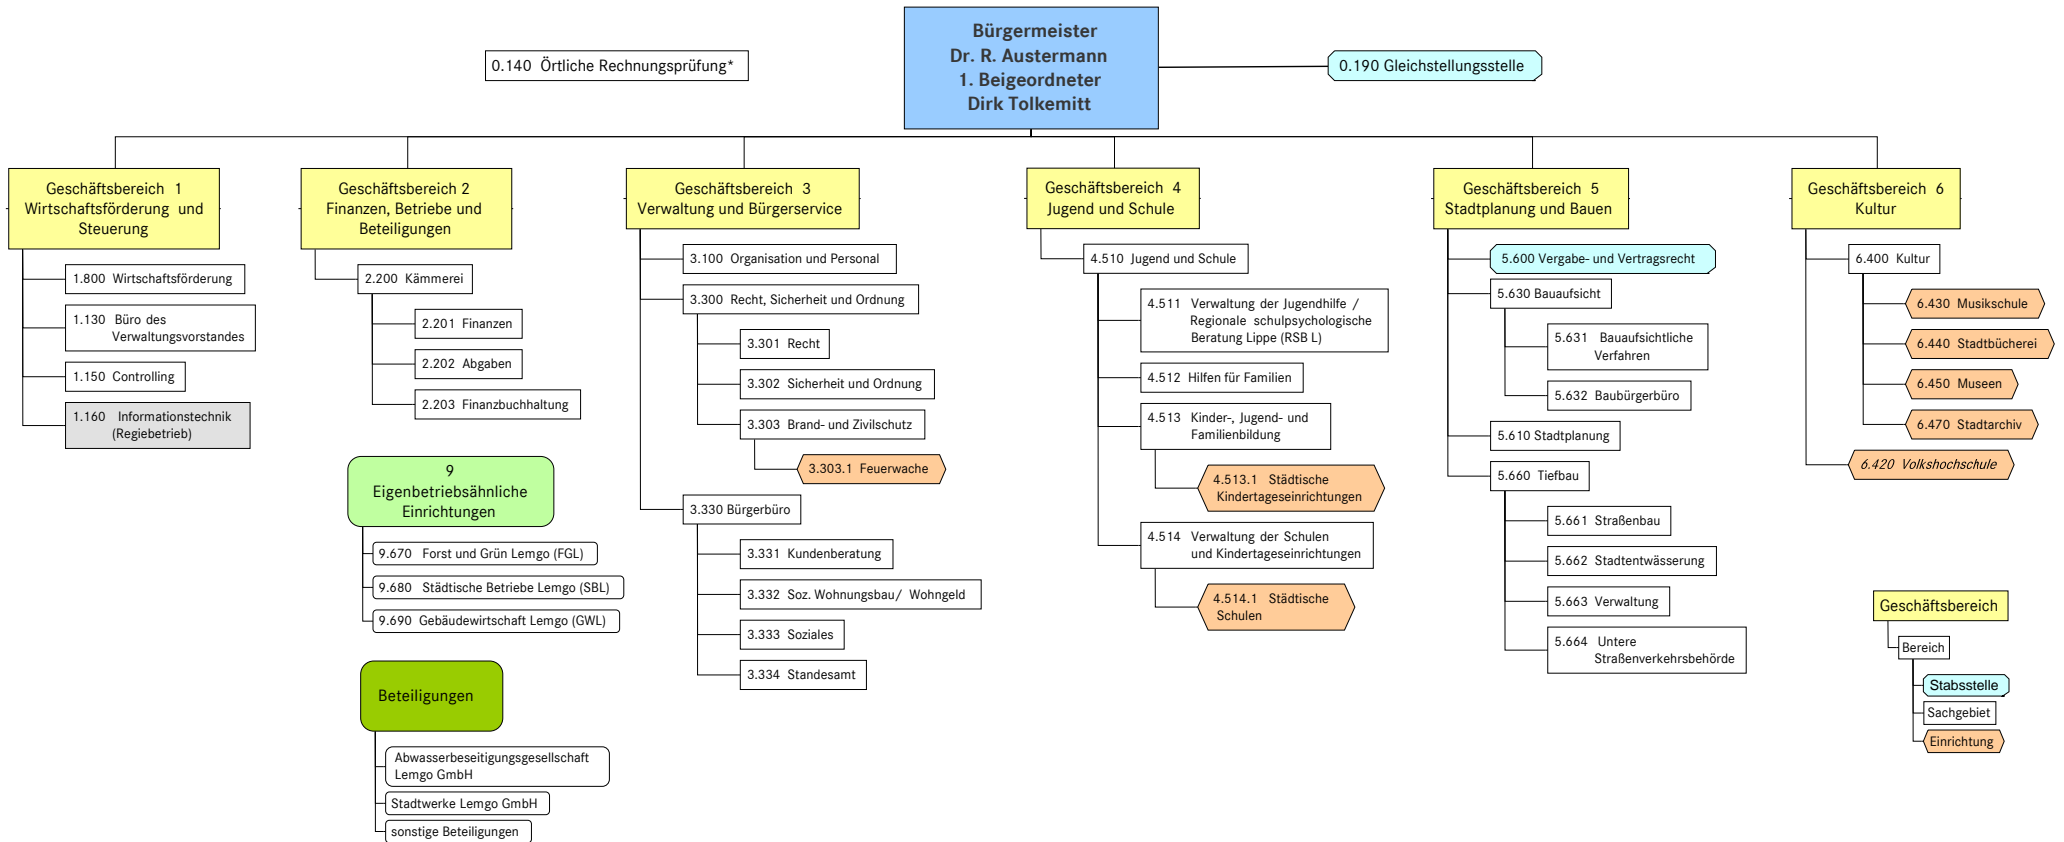 Bürgermeister
Dr. R. Austermann
1. Beigeordneter
Dirk Tolkemitt
0.140 Örtliche Rechnungsprüfung*
0.190 Gleichstellungsstelle
Geschäftsbereich 1
Wirtschaftsförderung und
Steuerung
1.800 Wirtschaftsförderung
1.130 Büro des
Verwaltungsvorstandes
1.150 Controlling
1.160 Informationstechnik
(Regiebetrieb)
Geschäftsbereich 2
Finanzen, Betriebe und
Beteiligungen
2.200 Kämmerei
2.201 Finanzen
2.202 Abgaben
2.203 Finanzbuchhaltung
9
Eigenbetriebsähnliche
Einrichtungen
9.670 Forst und Grün Lemgo (FGL)
9.680 Städtische Betriebe Lemgo (SBL)
9.690 Gebäudewirtschaft Lemgo (GWL)
Beteiligungen
Abwasserbeseitigungsgesellschaft
Lemgo GmbH
Stadtwerke Lemgo GmbH
sonstige Beteiligungen
Geschäftsbereich 3
Verwaltung und Bürgerservice
3.100 Organisation und Personal
3.300 Recht, Sicherheit und Ordnung
3.301 Recht
3.302 Sicherheit und Ordnung
3.303 Brand- und Zivilschutz
3.303.1 Feuerwache
3.330 Bürgerbüro
3.331 Kundenberatung
3.332 Soz. Wohnungsbau/ Wohngeld
3.333 Soziales
3.334 Standesamt
Geschäftsbereich 4
Jugend und Schule
4.510 Jugend und Schule
4.511 Verwaltung der Jugendhilfe /
Regionale schulpsychologische
Beratung Lippe (RSB L)
4.512 Hilfen für Familien
4.513 Kinder-, Jugend- und
Familienbildung
4.513.1 Städtische
Kindertageseinrichtungen
4.514 Verwaltung der Schulen
und Kindertageseinrichtungen
4.514.1 Städtische
Schulen
Geschäftsbereich 5
Stadtplanung und Bauen
5.600 Vergabe- und Vertragsrecht
5.630 Bauaufsicht
5.631 Bauaufsichtliche
Verfahren
5.632 Baubürgerbüro
5.610 Stadtplanung
5.660 Tiefbau
5.661 Straßenbau
5.662 Stadtentwässerung
5.663 Verwaltung
5.664 Untere
Straßenverkehrsbehörde
Geschäftsbereich 6
Kultur
6.400 Kultur
6.430 Musikschule
6.440 Stadtbücherei
6.450 Museen
6.470 Stadtarchiv
6.420 Volkshochschule
Geschäftsbereich
Bereich
Stabsstelle
Sachgebiet
Einrichtung